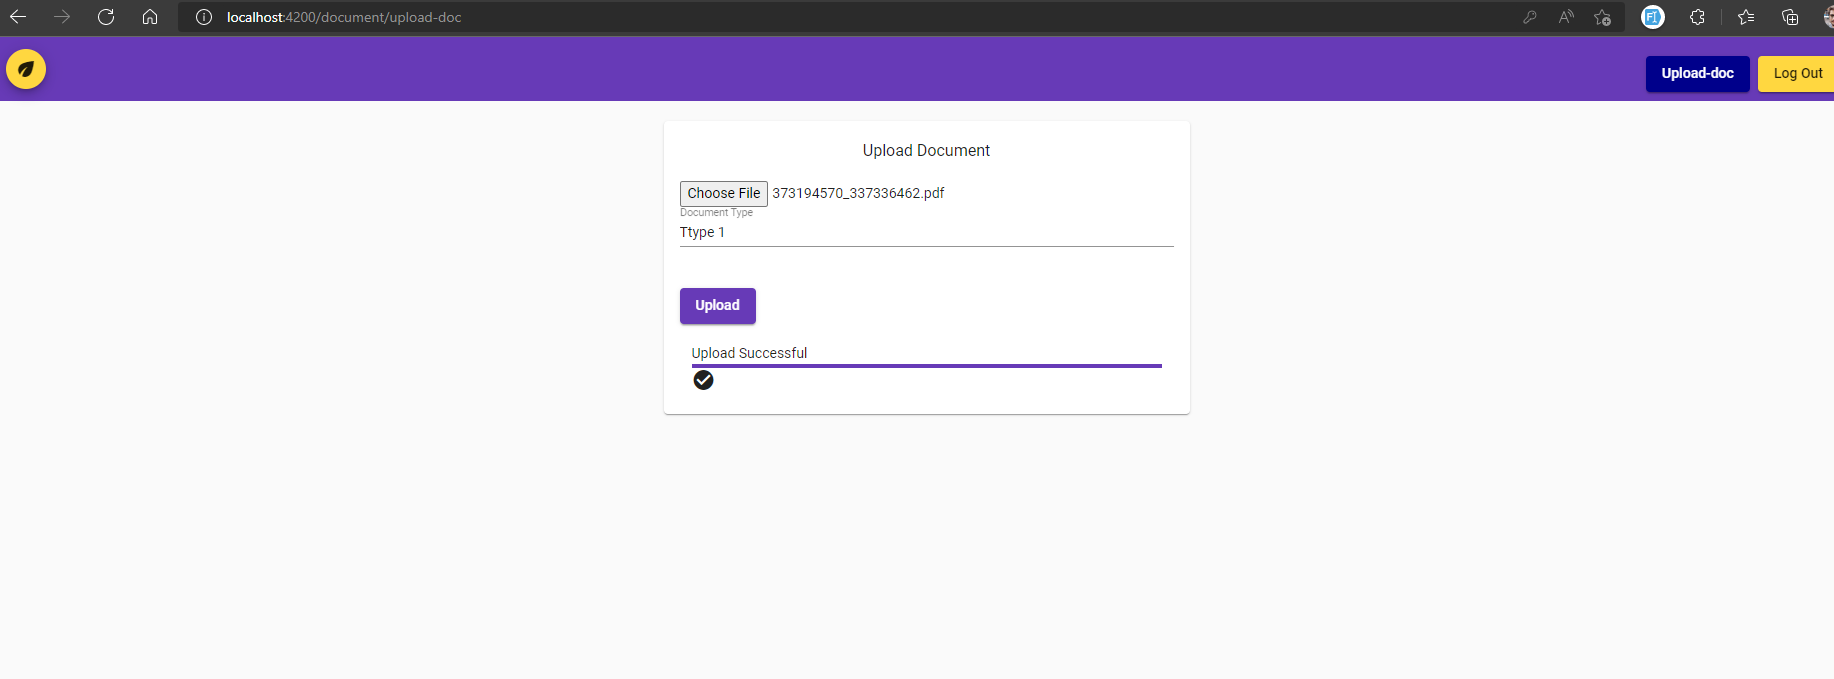 localhost:4200/document/upload-doc
Upload-doc
Log Out
Upload Document
Choose File 373194570_337336462.pdf
Document Type
Ttype 1
Upload
Upload Successful